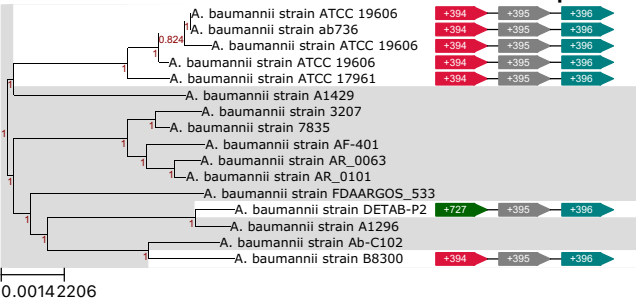 A. baumannii strain ATCC 19606 +394 +395 +396
A. baumannii strain ab736 +394 +395 +396
0.824
A. baumannii strain ATCC 19606 +394 +395 +396
1
A. baumannii strain ATCC 19606 +394 +395 +396
1
A. baumannii strain ATCC 17961 +394 +395 +396
1
A. baumannii strain A1429
A. baumannii strain 3207
1
A. baumannii strain 7835
1
1
A. baumannii strain AF-401
1
A. baumannii strain AR_0063
1
A. baumannii strain AR_0101
1
A. baumannii strain FDAARGOS_533
A. baumannii strain DETAB-P2 +727 +395 +396
1
A. baumannii strain A1296
1
1
A. baumannii strain Ab-C102
1
A. baumannii strain B8300 +394 +395 +396
0.00142206